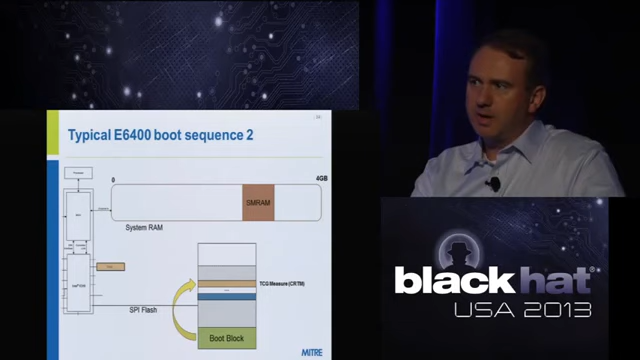 Typical E6400 boot sequence 2
0
4GB
SMRAM
System RAM
TCG Measure (CRTM)
SPI Flash
Boot Block
MITRE
black hat®
USA 2013